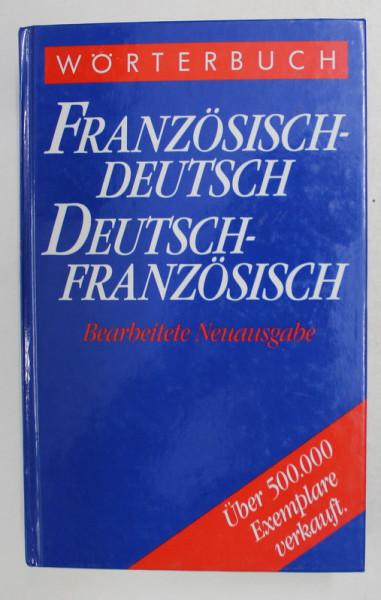 WÖRTERBUCH
FRANZÖSISCH-
DEUTSCH
DEUTSCH-
FRANZÖSISCH
Bearbeitete Neuausgabe
Über 500.000
Exemplare
verkauft.